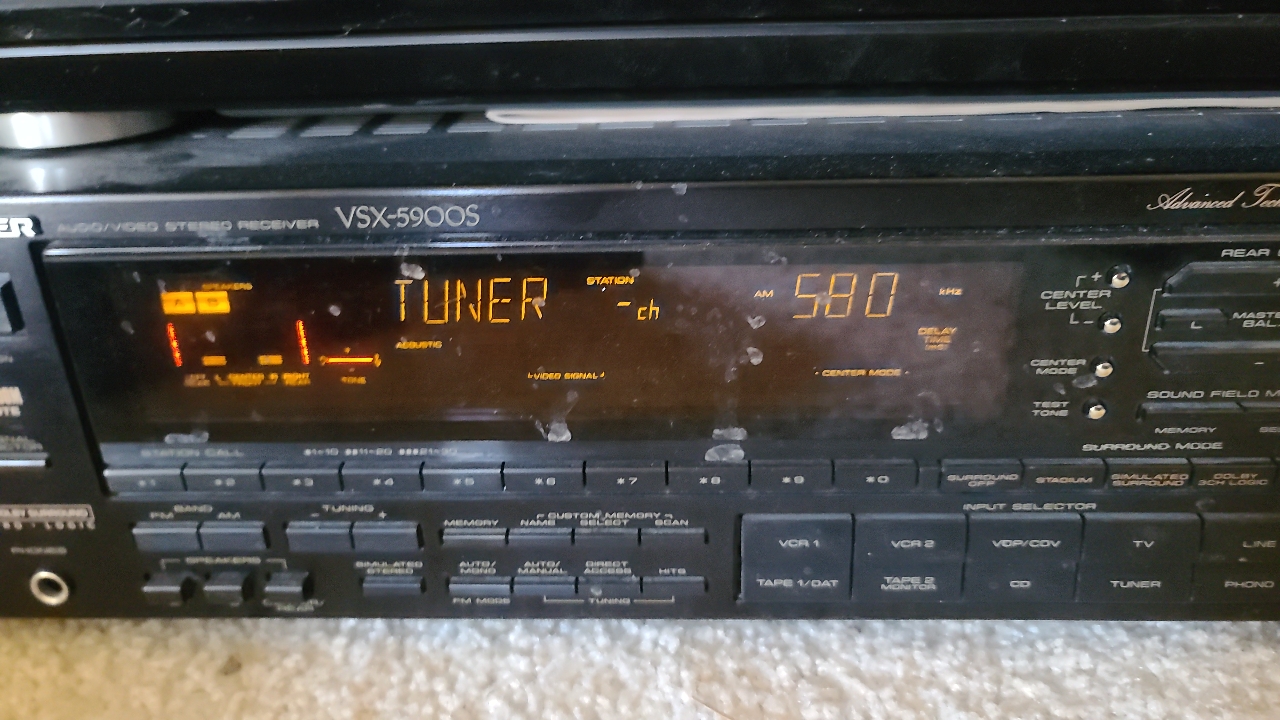 ER AUDIO/VIDEO STEREO RECEIVER VSX-5900S
Advanced Tec
SPEAKERS
A B
TUNER
STATION
-ch
AM 580 kHz
ACOUSTIC
TONE
VIDEO SIGNAL
CENTER MODE
DELAY
TIME
REAR
CENTER
LEVEL
+
-
CENTER
MODE
TEST
TONE
L
MASTE
BAL
+
-
SOUND FIELD M
MEMORY
SURROUND MODE
STATION CALL
*1 *2 *3 *4 *5 *6 *7 *8 *9 *0
SURROUND
OFF
STADIUM
SIMULATED
SURROUND
DOLBY
3CH LOGIC
BAND
FM AM
TUNING
- +
MEMORY
CUSTOM MEMORY
NAME SELECT SCAN
SPEAKERS
SIMULATED
STEREO
AUTO/
MONO
FM MODE
AUTO/
MANUAL
DIRECT
ACCESS
HITS
TUNING
PHONES
INPUT SELECTOR
VCR 1 VCR 2 VDP/CDV TV LINE
TAPE 1/DAT TAPE 2
MONITOR
CD TUNER PHONO